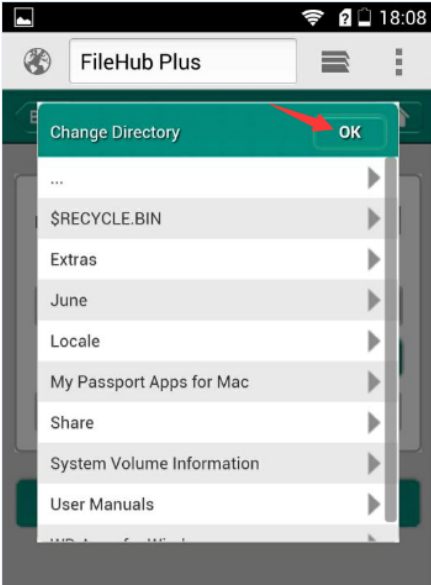 18:08
FileHub Plus
Change Directory
OK
...
$RECYCLE.BIN
Extras
June
Locale
My Passport Apps for Mac
Share
System Volume Information
User Manuals